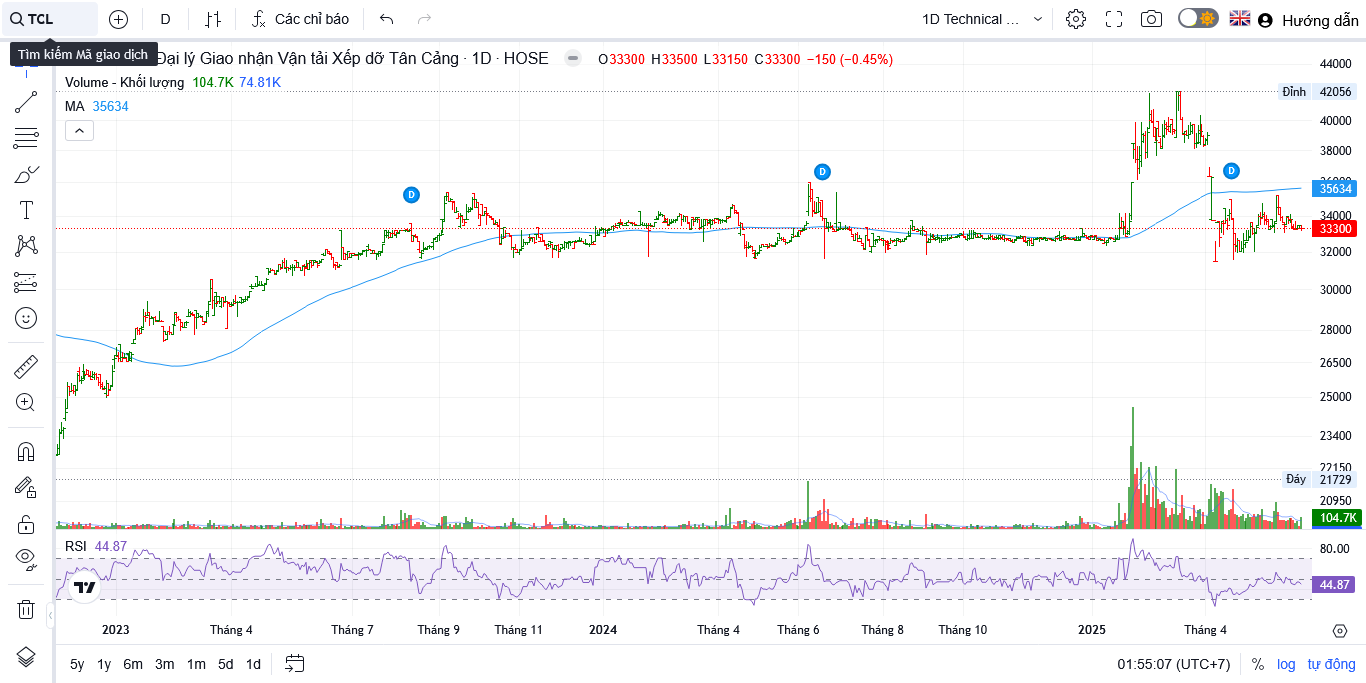 TCL D Các chỉ báo 1D Technical ... Hướng dẫn
Tìm kiếm Mã giao dịch
Đại lý Giao nhận Vận tải Xếp dỡ Tân Cảng · 1D · HOSE O33300 H33500 L33150 C33300 −150 (−0.45%)
Volume - Khối lượng 104.7K 74.81K
MA 35634
44000
Đỉnh 42056
40000
38000
35634
34000
33300
32000
30000
28000
26500
25000
23400
22150
Đáy 21729
20950
104.7K
RSI 44.87
80.00
44.87
D
D
D
2023 Tháng 4 Tháng 7 Tháng 9 Tháng 11 2024 Tháng 4 Tháng 6 Tháng 8 Tháng 10 2025 Tháng 4
5y 1y 6m 3m 1m 5d 1d 01:55:07 (UTC+7) % log tự động